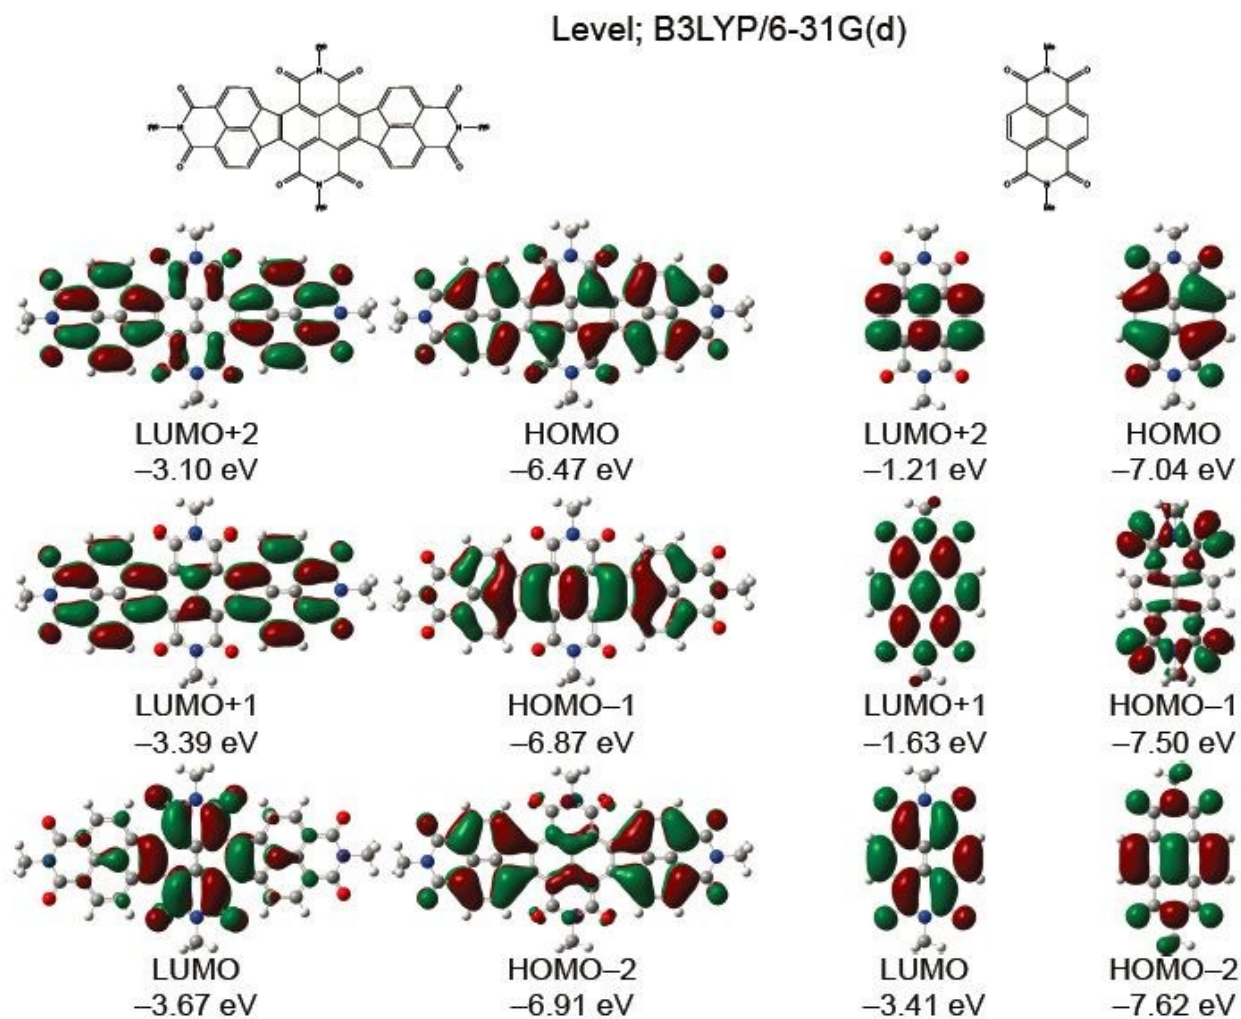 Level; B3LYP/6-31G(d)
Me
O N O O N O
O O
N N
O O
O N O O N O
Me
LUMO+2 HOMO LUMO+2 HOMO
–3.10 eV –6.47 eV –1.21 eV –7.04 eV
LUMO+1 HOMO–1 LUMO+1 HOMO–1
–3.39 eV –6.87 eV –1.63 eV –7.50 eV
LUMO HOMO–2 LUMO HOMO–2
–3.67 eV –6.91 eV –3.41 eV –7.62 eV